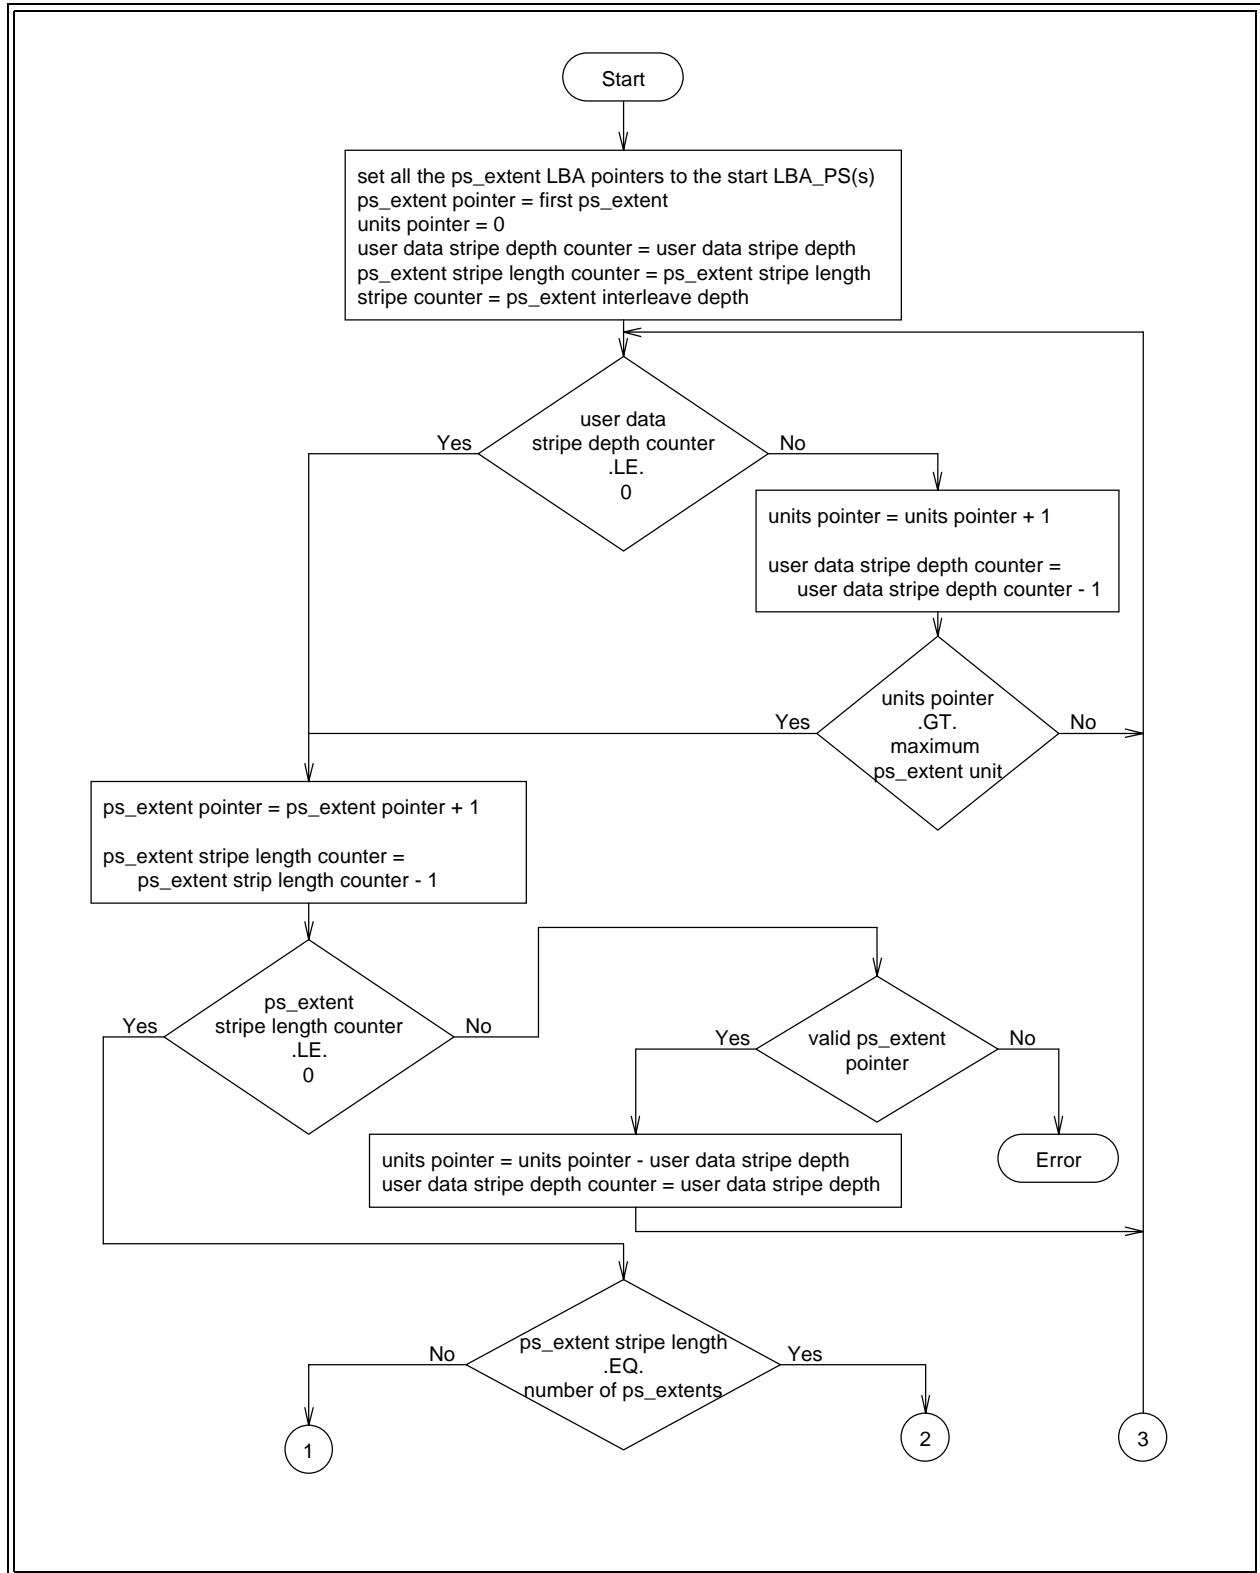 Start
set all the ps_extent LBA pointers to the start LBA_PS(s)
ps_extent pointer = first ps_extent
units pointer = 0
user data stripe depth counter = user data stripe depth
ps_extent stripe length counter = ps_extent stripe length
stripe counter = ps_extent interleave depth
user data
stripe depth counter
.LE.
0
Yes
No
units pointer = units pointer + 1
user data stripe depth counter =
user data stripe depth counter - 1
units pointer
.GT.
maximum
ps_extent unit
Yes
No
ps_extent pointer = ps_extent pointer + 1
ps_extent stripe length counter =
ps_extent strip length counter - 1
ps_extent
stripe length counter
.LE.
0
Yes
No
valid ps_extent
pointer
Yes
No
units pointer = units pointer - user data stripe depth
user data stripe depth counter = user data stripe depth
Error
ps_extent stripe length
.EQ.
number of ps_extents
No
Yes
1
2
3